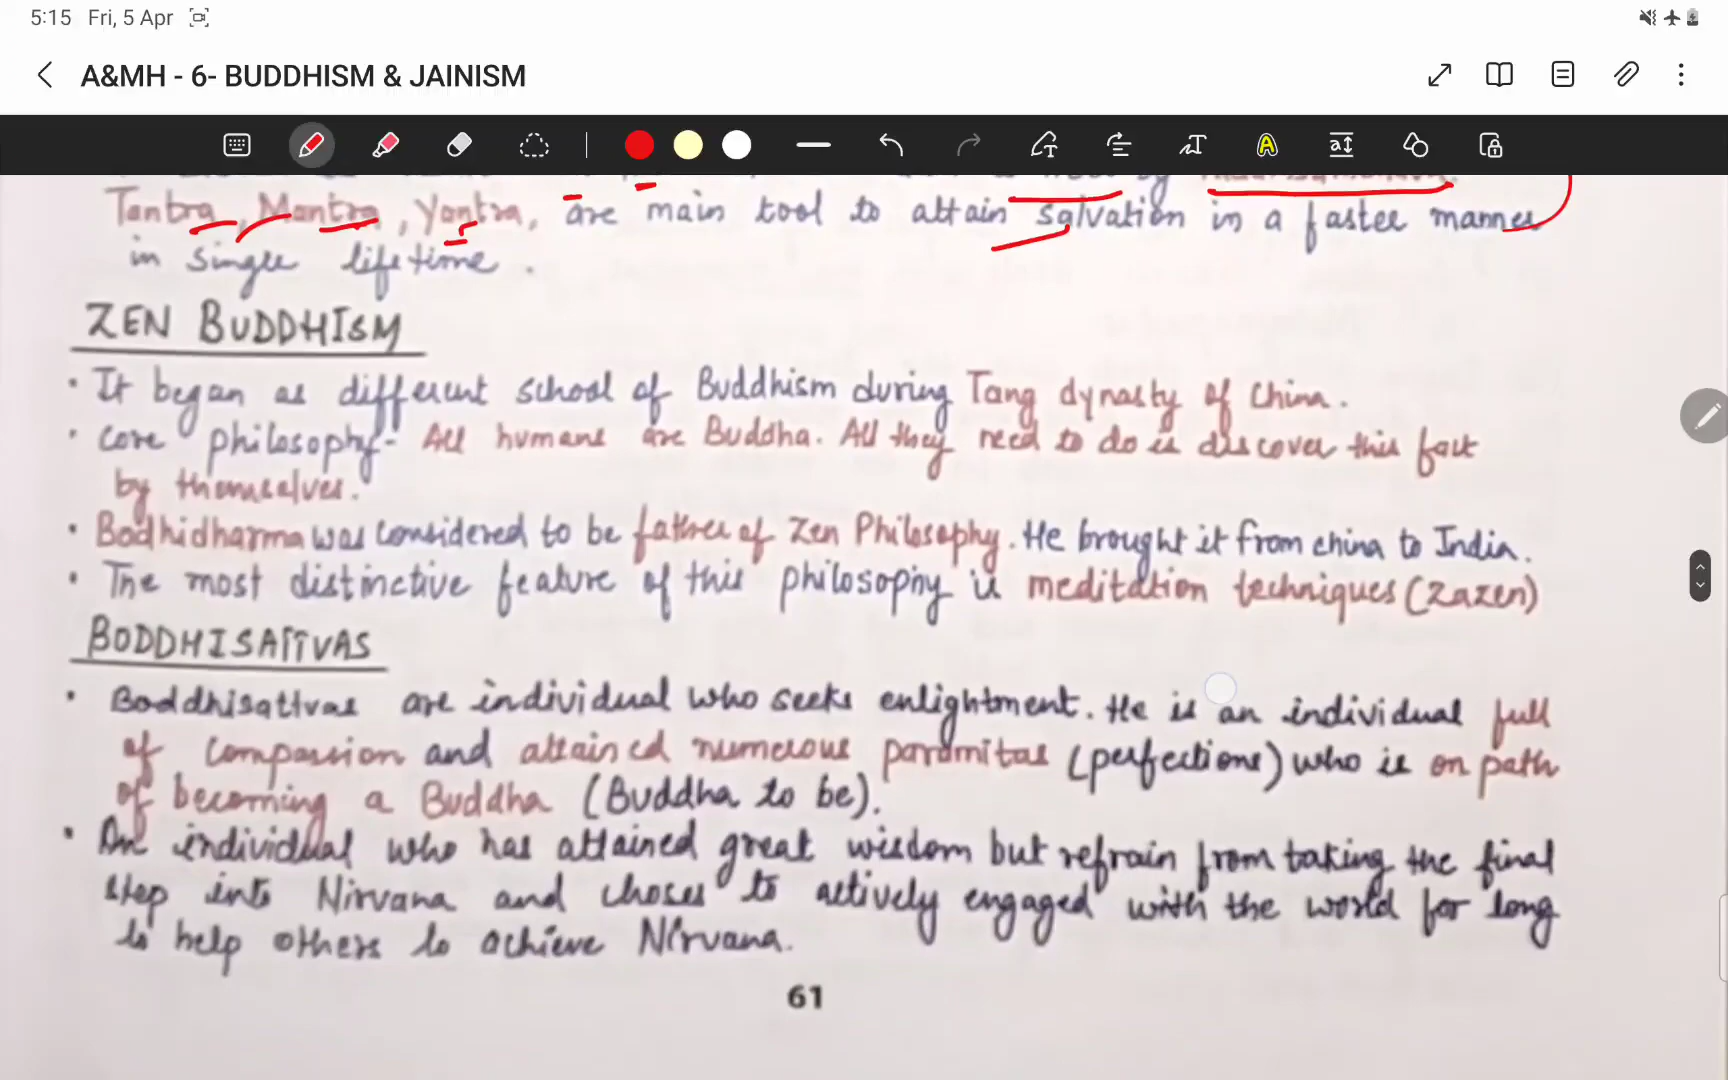 5:15 Fri, 5 Apr
A&MH - 6- BUDDHISM & JAINISM
Tantra, Mantra, Yantra, are main tool to attain salvation in a faster manner
in single lifetime.
ZEN BUDDHISM
• It began as different school of Buddhism during Tang dynasty of China.
• Core philosophy- All humans are Buddha. All they need to do is discover this fact
by themselves.
• Bodhidharma was considered to be father of Zen Philosophy. He brought it from china to India.
• The most distinctive feature of this philosophy is meditation techniques (zazen)
BODDHISATTVAS
• Boddhisattvas are individual who seeks enlightment. He is an individual full
of compassion and attained numerous paramitas (perfections) who is on path
of becoming a Buddha (Buddha to be).
• An individual who has attained great wisdom but refrain from taking the final
step into Nirvana and choses to actively engaged with the world for long
to help others to achieve Nirvana.
61